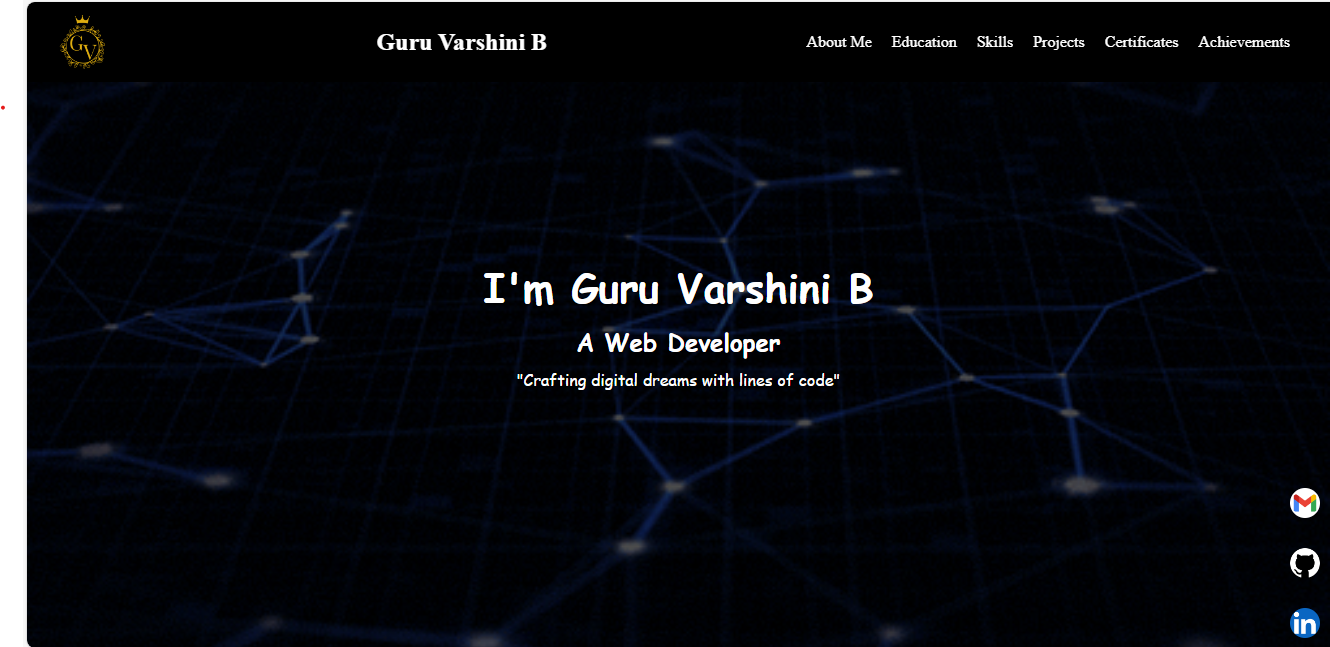 GV
Guru Varshini B
About Me Education Skills Projects Certificates Achievements
I'm Guru Varshini B
A Web Developer
"Crafting digital dreams with lines of code"
in